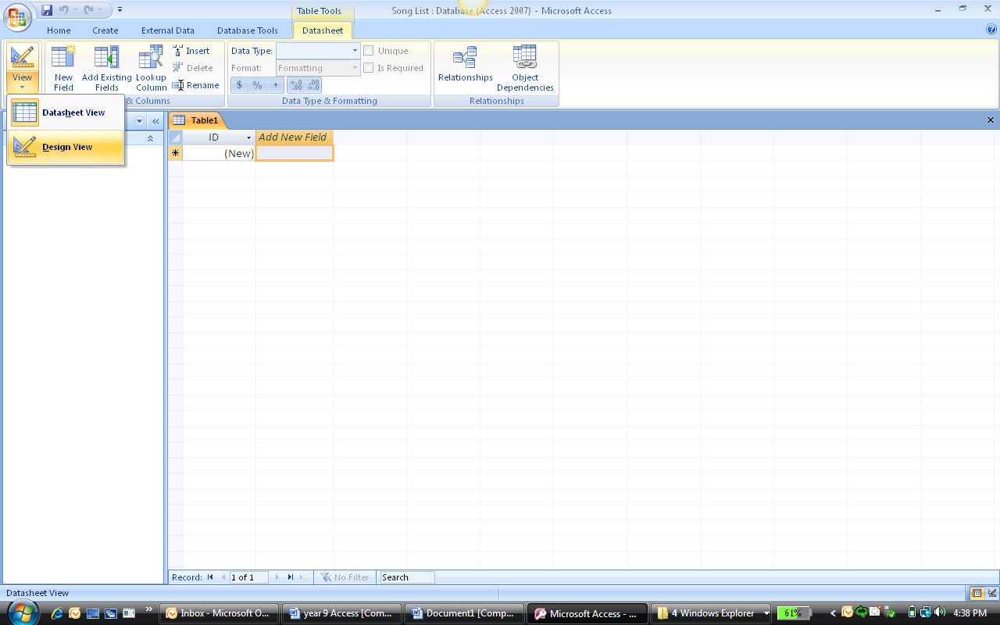 Table Tools
Song List : Database (Access 2007) - Microsoft Access
Home Create External Data Database Tools Datasheet
View
New Field
Add Existing Fields
Lookup Column
Insert
Delete
Rename
& Columns
Data Type:
Format: Formatting
$ % ,
Unique
Is Required
Data Type & Formatting
Relationships
Object Dependencies
Relationships
Datasheet View
Design View
Table1
ID Add New Field
(New)
Record: 1 of 1 No Filter Search
Datasheet View
Inbox - Microsoft O... year 9 Access [Com... Document1 [Comp... Microsoft Access - ... 4 Windows Explorer 61% 4:38 PM